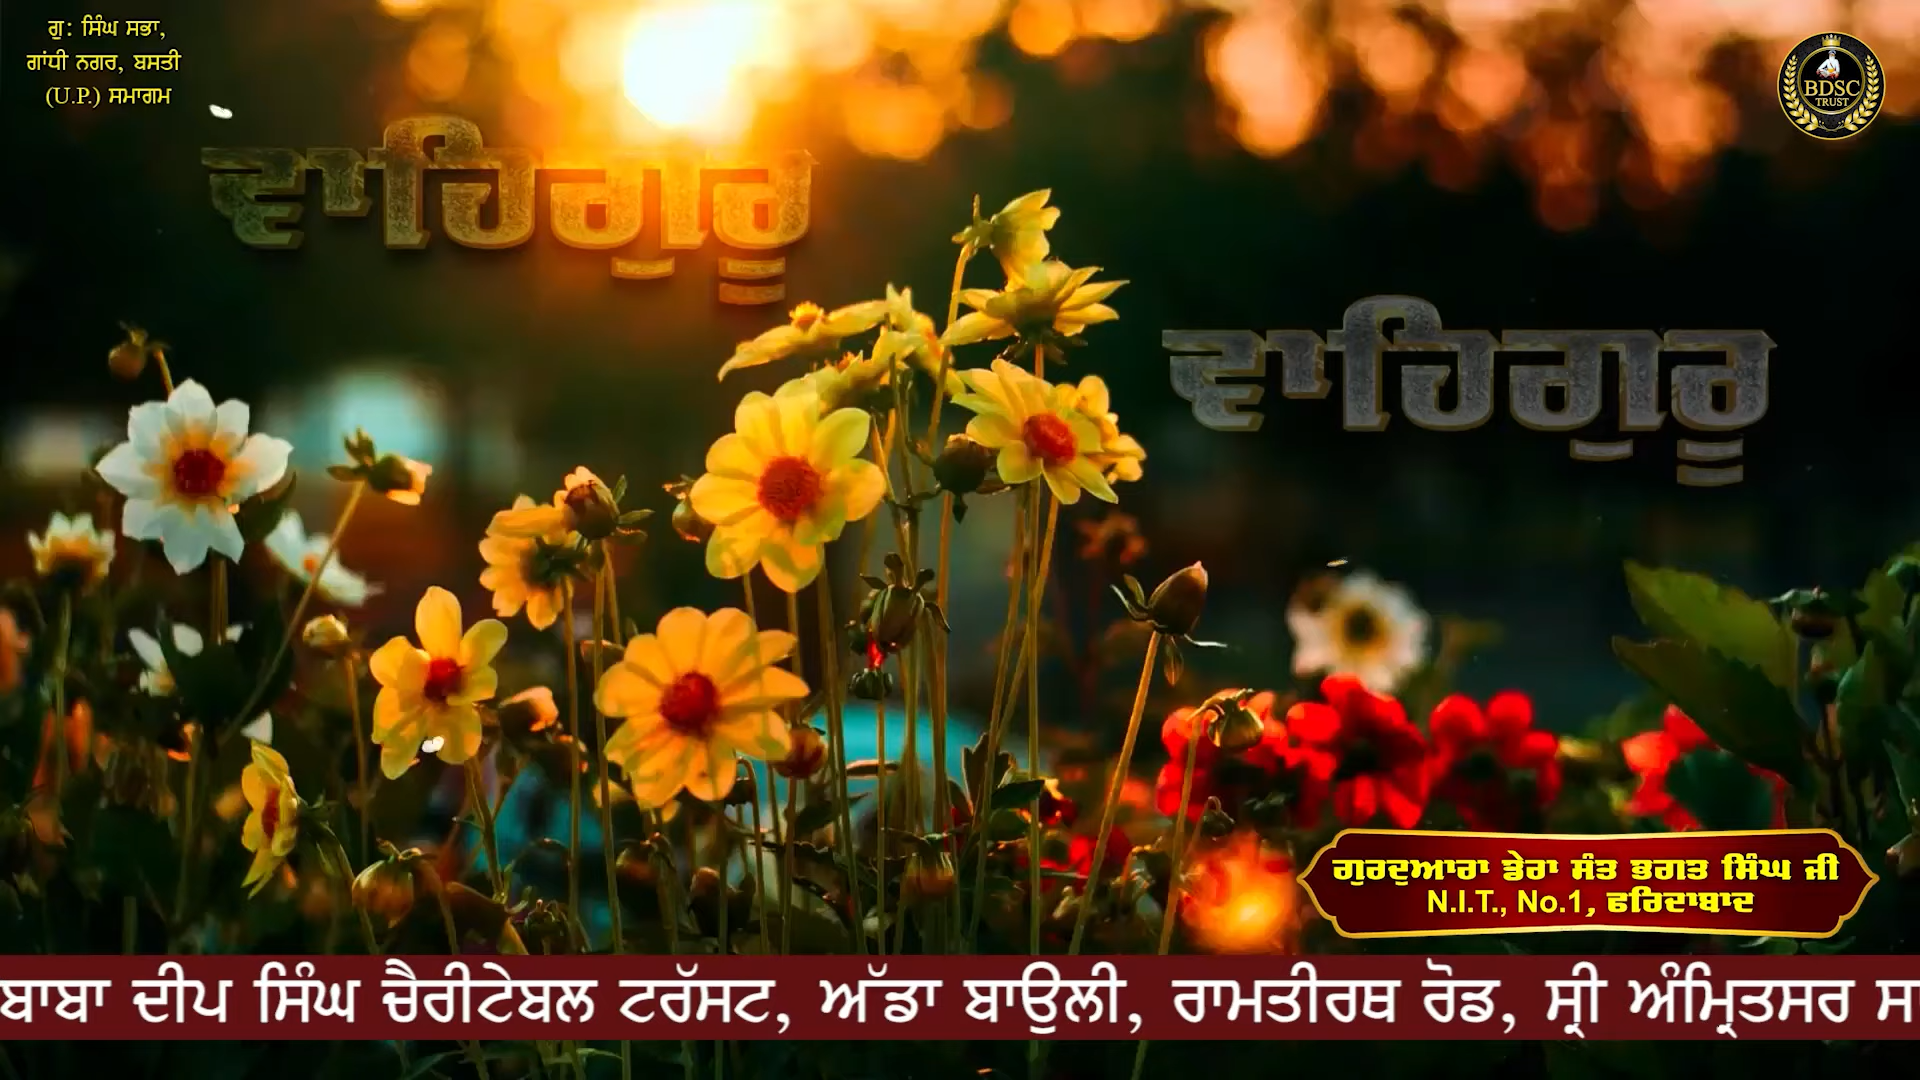 ਗੁ: ਸਿੰਘ ਸਭਾ,
ਗਾਂਧੀ ਨਗਰ, ਬਸਤੀ
(U.P.) ਸਮਾਗਮ
BDSC
TRUST
ਵਾਹਿਗੁਰੂ
ਵਾਹਿਗੁਰੂ
ਗੁਰਦੁਆਰਾ ਡੇਰਾ ਸੰਤ ਭਗਤ ਸਿੰਘ ਜੀ
N.I.T., No.1, ਫਰਿਦਾਬਾਦ
ਬਾਬਾ ਦੀਪ ਸਿੰਘ ਚੈਰੀਟੇਬਲ ਟਰੱਸਟ, ਅੱਡਾ ਬਾਉਲੀ, ਰਾਮਤੀਰਥ ਰੋਡ, ਸ੍ਰੀ ਅੰਮ੍ਰਿਤਸਰ ਸਾ